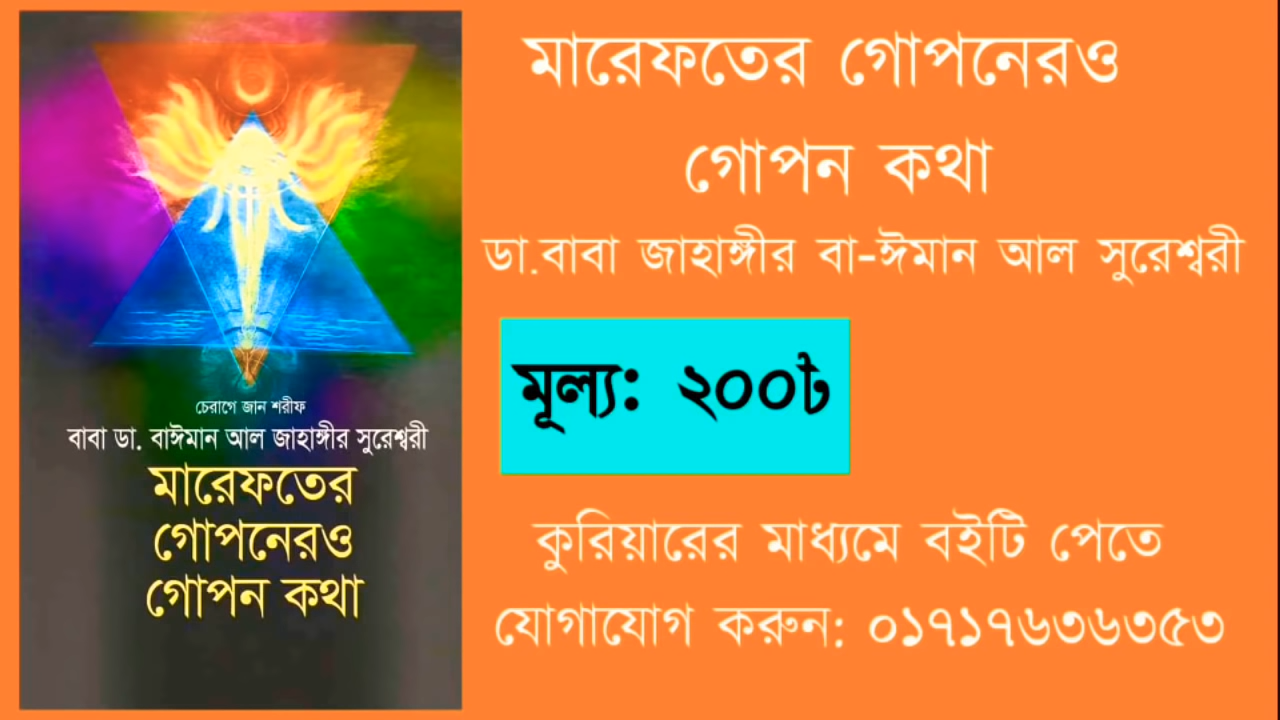 চেরাগে জান শরীফ
বাবা ডা. বাঈমান আল জাহাঙ্গীর সুরেশ্বরী
মারেফতের
গোপনেরও
গোপন কথা
মারেফতের গোপনেরও
গোপন কথা
ডা.বাবা জাহাঙ্গীর বা-ঈমান আল সুরেশ্বরী
মূল্য: ২০০৳
কুরিয়ারের মাধ্যমে বইটি পেতে
যোগাযোগ করুন: ০১৭১৭৬৩৬৩৫৩